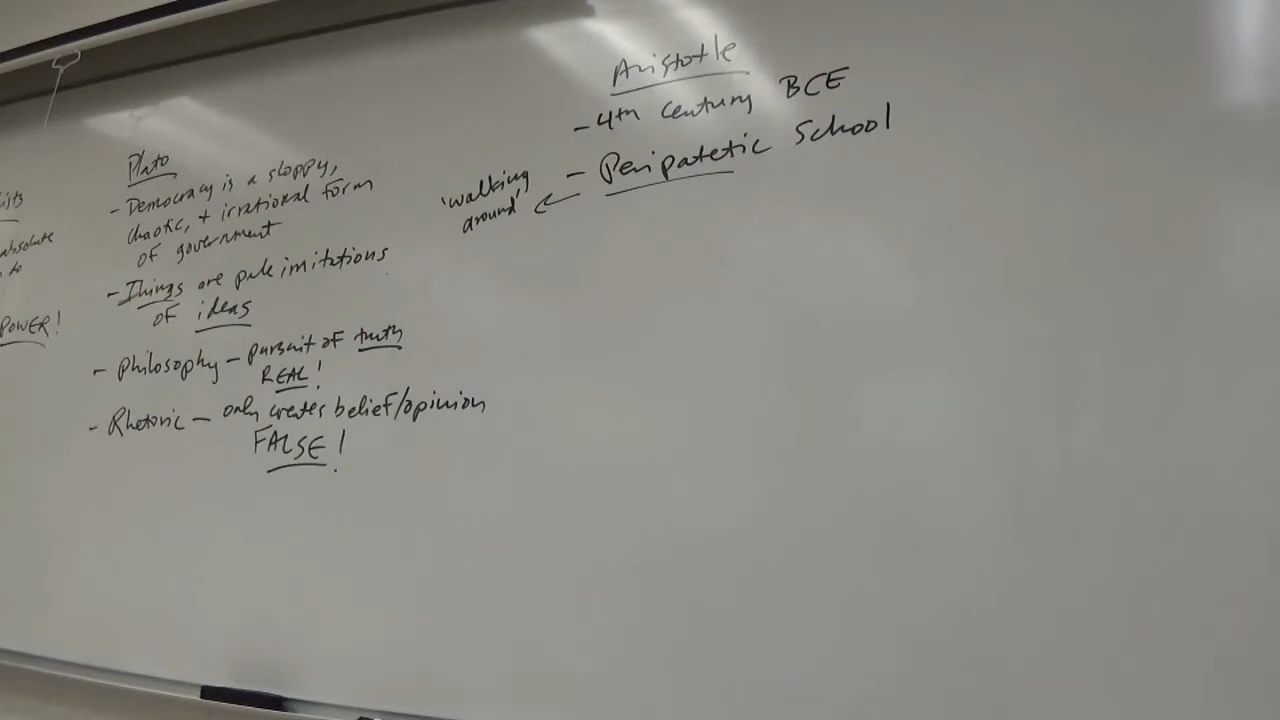 absolute
POWER!
Plato
- Democracy is a sloppy,
chaotic, + irrational form
of government
- Things are pale imitations
of ideas
- Philosophy - pursuit of truth
REAL!
- Rhetoric - only creates belief/opinion
FALSE!
Aristotle
- 4th century BCE
- Peripatetic School
'walking
around'